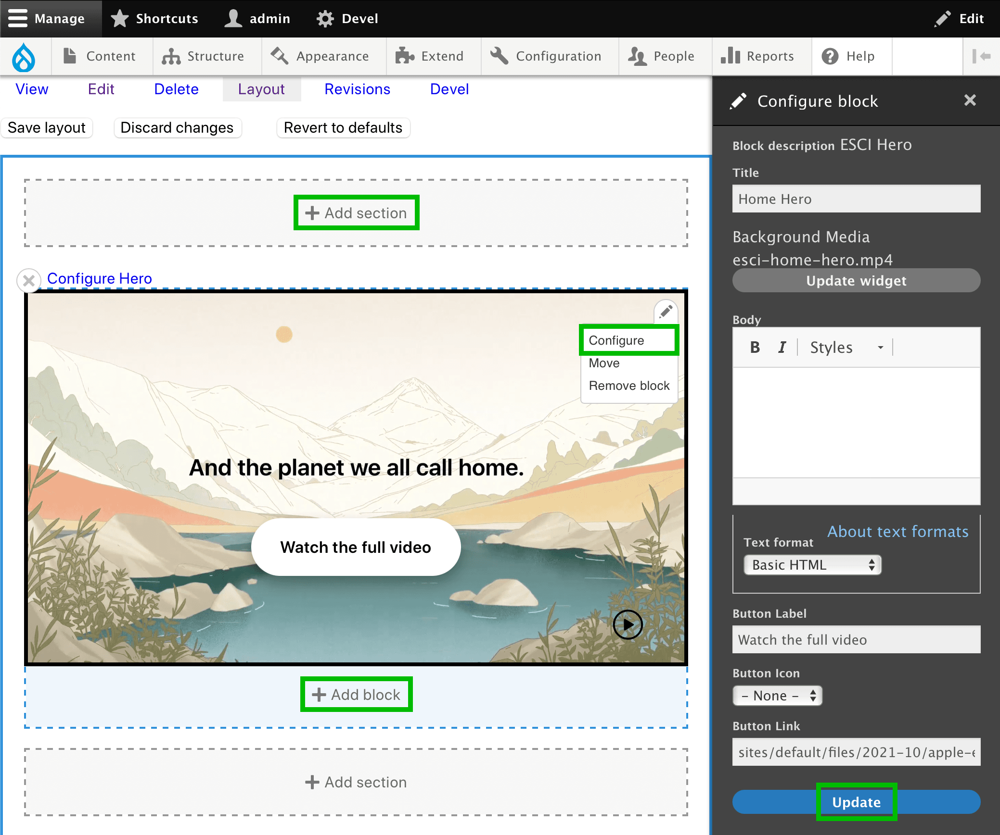 Manage Shortcuts admin Devel Edit
Content Structure Appearance Extend Configuration People Reports Help
View Edit Delete Layout Revisions Devel
Save layout Discard changes Revert to defaults
+ Add section
Configure Hero
Configure
Move
Remove block
And the planet we all call home.
Watch the full video
+ Add block
+ Add section
Configure block
Block description ESCI Hero
Title
Home Hero
Background Media
esci-home-hero.mp4
Update widget
Body
B I Styles
About text formats
Text format
Basic HTML
Button Label
Watch the full video
Button Icon
- None -
Button Link
sites/default/files/2021-10/apple-e
Update